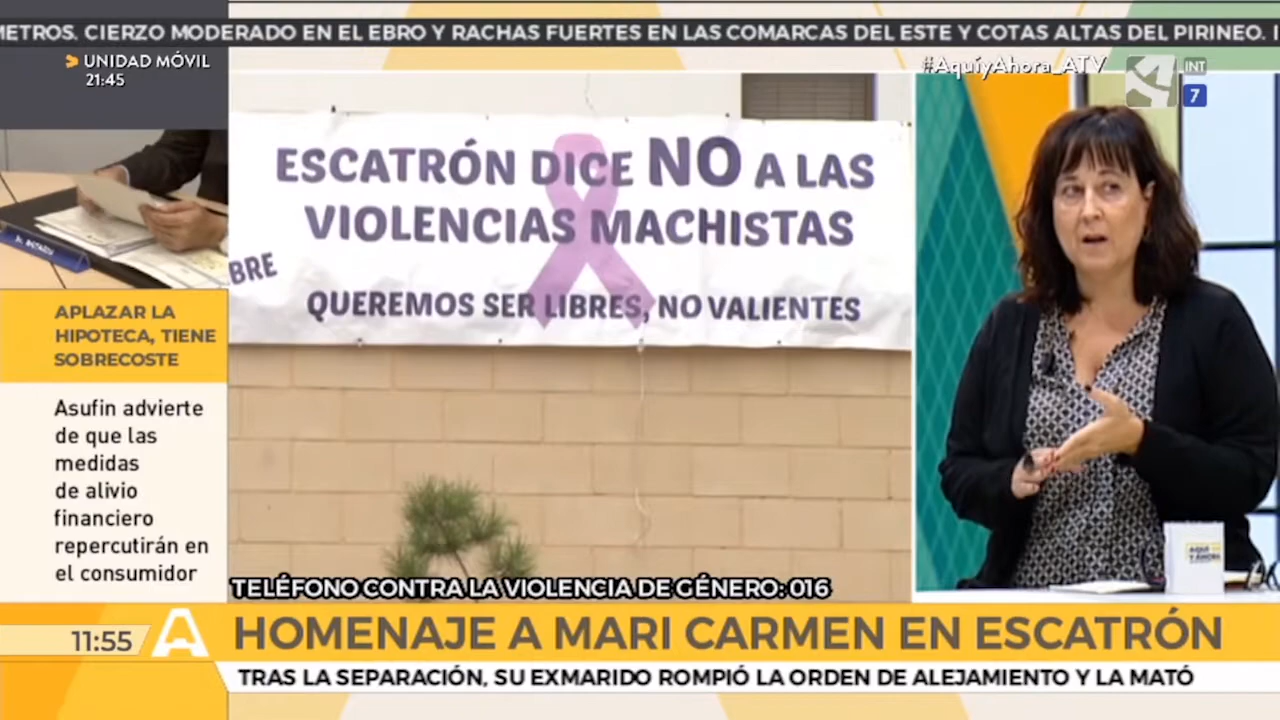 METROS. CIERZO MODERADO EN EL EBRO Y RACHAS FUERTES EN LAS COMARCAS DEL ESTE Y COTAS ALTAS DEL PIRINEO.
UNIDAD MÓVIL
21:45
#AquíyAhora_ATV
INT
7
ESCATRÓN DICE NO A LAS
VIOLENCIAS MACHISTAS
BRE
QUEREMOS SER LIBRES, NO VALIENTES
APLAZAR LA
HIPOTECA, TIENE
SOBRECOSTE
Asufin advierte
de que las
medidas
de alivio
financiero
repercutirán en
el consumidor
AQUÍ
Y AHORA
TELÉFONO CONTRA LA VIOLENCIA DE GÉNERO: 016
11:55
HOMENAJE A MARI CARMEN EN ESCATRÓN
TRAS LA SEPARACIÓN, SU EXMARIDO ROMPIÓ LA ORDEN DE ALEJAMIENTO Y LA MATÓ